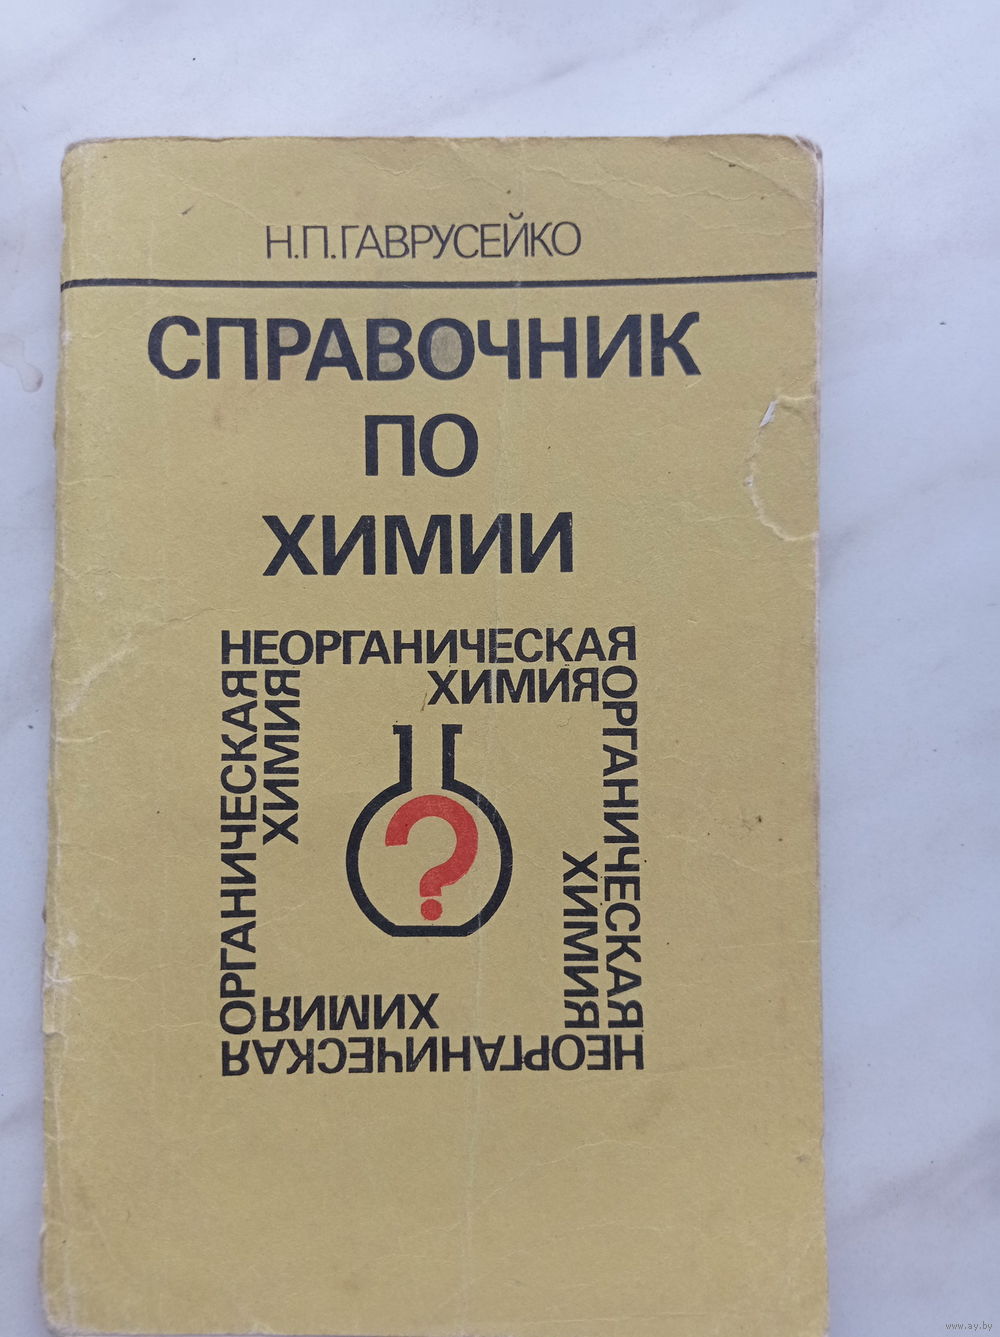 Н.П.ГАВРУСЕЙКО
СПРАВОЧНИК
ПО
ХИМИИ
НЕОРГАНИЧЕСКАЯ
ХИМИЯ
ОРГАНИЧЕСКАЯ
ХИМИЯ
НЕОРГАНИЧЕСКАЯ
ХИМИЯ
ОРГАНИЧЕСКАЯ
ХИМИЯ
?
www.ay.by